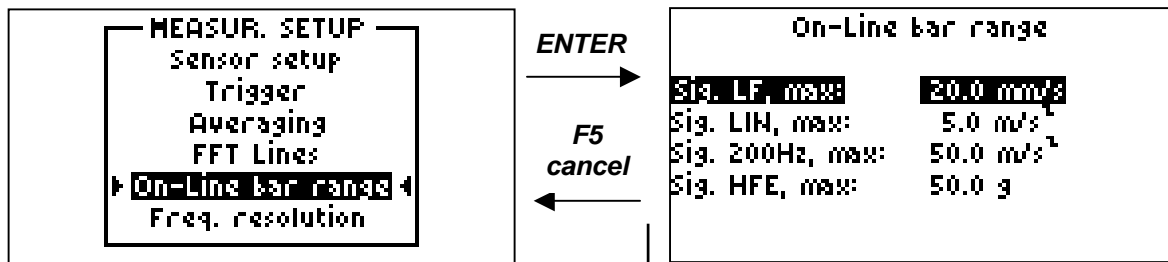 MEASUR. SETUP
Sensor setup
Trigger
Averaging
FFT Lines
On-Line bar range
Freq. resolution
ENTER
F5
cancel
On-Line bar range
Sig. LF, max: 20.0 mm/s
Sig. LIN, max: 5.0 m/s²
Sig. 200Hz, max: 50.0 m/s²
Sig. HFE, max: 50.0 g